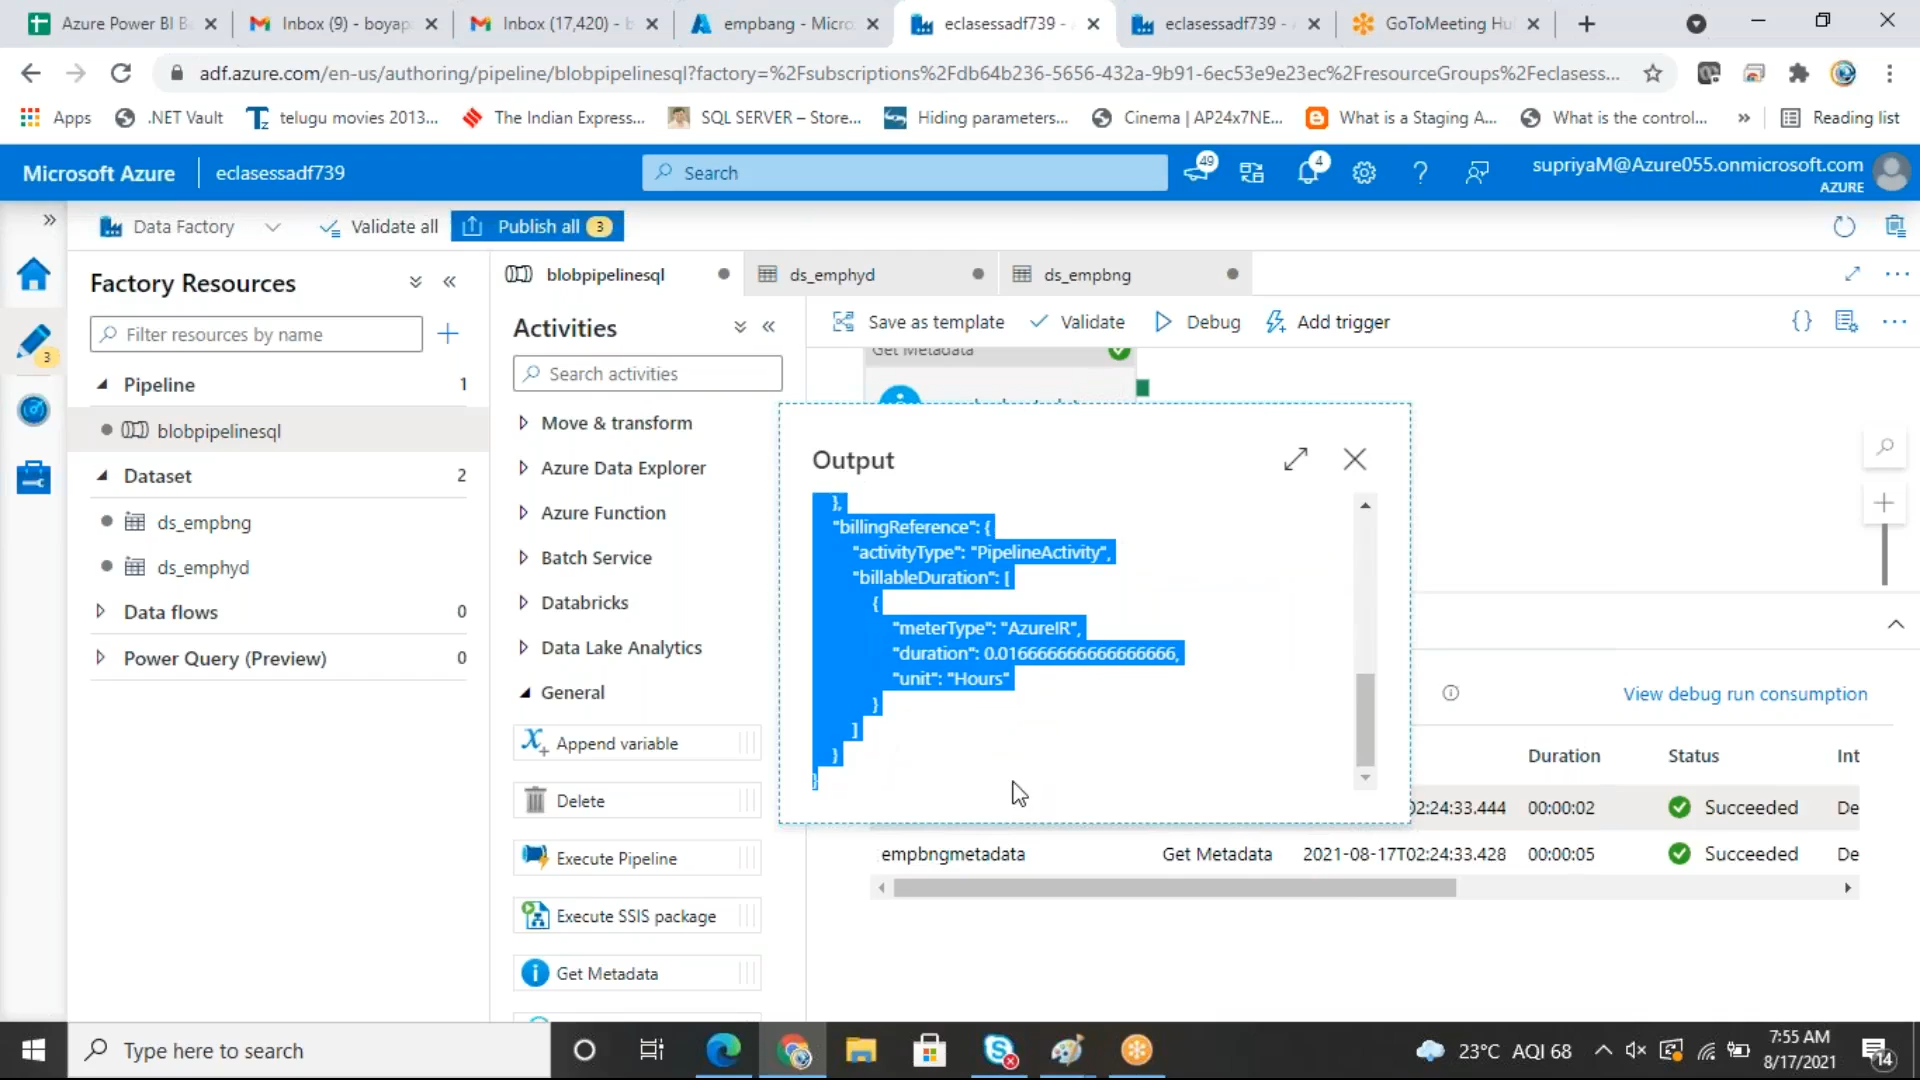 Azure Power BI B
Inbox (9) - boyap
Inbox (17,420) - b
empbang - Micro
eclasessadf739 -
eclasessadf739 -
GoToMeeting Hu
adf.azure.com/en-us/authoring/pipeline/blobpipelinesql?factory=%2Fsubscriptions%2Fdb64b236-5656-432a-9b91-6ec53e9e23ec%2FresourceGroups%2Feclasess...
Apps
.NET Vault
telugu movies 2013...
The Indian Express...
SQL SERVER – Store...
Hiding parameters...
Cinema | AP24x7NE...
What is a Staging A...
What is the control...
»
Reading list
Microsoft Azure
eclasessadf739
Search
49
4
supriyaM@Azure055.onmicrosoft.com
AZURE
Data Factory
Validate all
Publish all
3
Factory Resources
Filter resources by name
3
Pipeline
1
blobpipelinesql
Dataset
2
ds_empbng
ds_emphyd
Data flows
0
Power Query (Preview)
0
blobpipelinesql
ds_emphyd
ds_empbng
Activities
Search activities
Move & transform
Azure Data Explorer
Azure Function
Batch Service
Databricks
Data Lake Analytics
General
Append variable
Delete
Execute Pipeline
Execute SSIS package
Get Metadata
Save as template
Validate
Debug
Add trigger
{}
Get Metadata
Output
},
"billingReference": {
"activityType": "PipelineActivity",
"billableDuration": [
{
"meterType": "AzureIR",
"duration": 0.016666666666666666,
"unit": "Hours"
}
]
}
}
View debug run consumption
Duration
Status
Int
02:24:33.444
00:00:02
Succeeded
De
empbngmetadata
Get Metadata
2021-08-17T02:24:33.428
00:00:05
Succeeded
De
Type here to search
23°C AQI 68
7:55 AM
8/17/2021
14